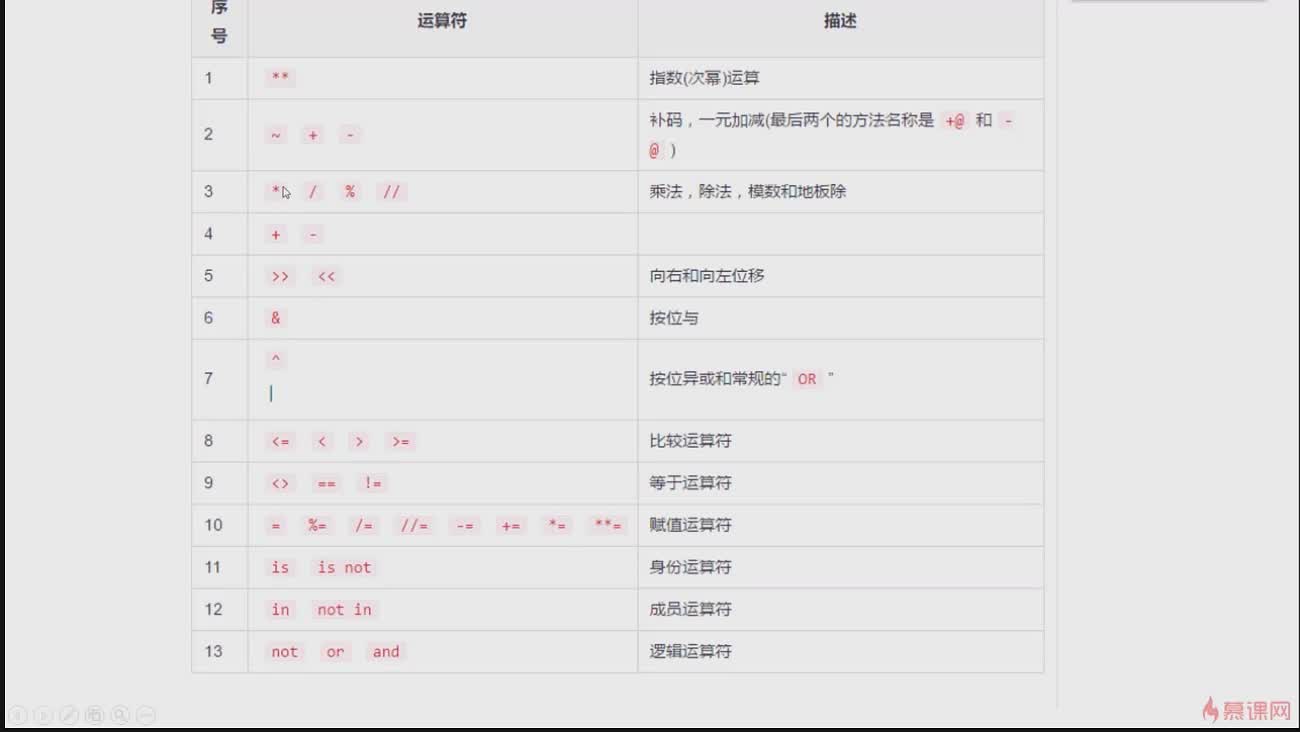 序号 运算符 描述
1 ** 指数(次幂)运算
2 ~ + - 补码，一元加减(最后两个的方法名称是 +@ 和 -
@ )
3 * / % // 乘法，除法，模数和地板除
4 + -
5 >> << 向右和向左位移
6 & 按位与
7 ^
| 按位异或和常规的“ OR ”
8 <= < > >= 比较运算符
9 <> == != 等于运算符
10 = %= /= //= -= += *= **= 赋值运算符
11 is is not 身份运算符
12 in not in 成员运算符
13 not or and 逻辑运算符
慕课网